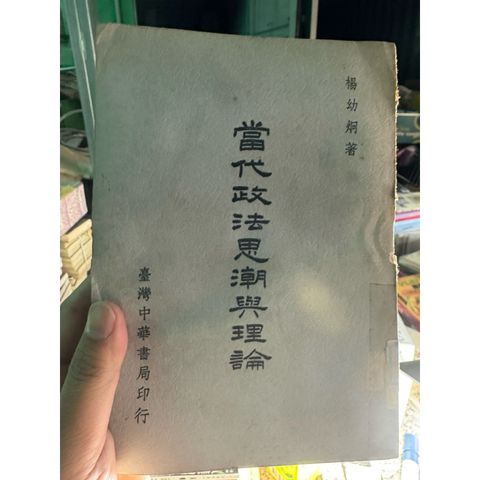 楊幼炯著
當代政法思潮與理論
臺灣中華書局印行